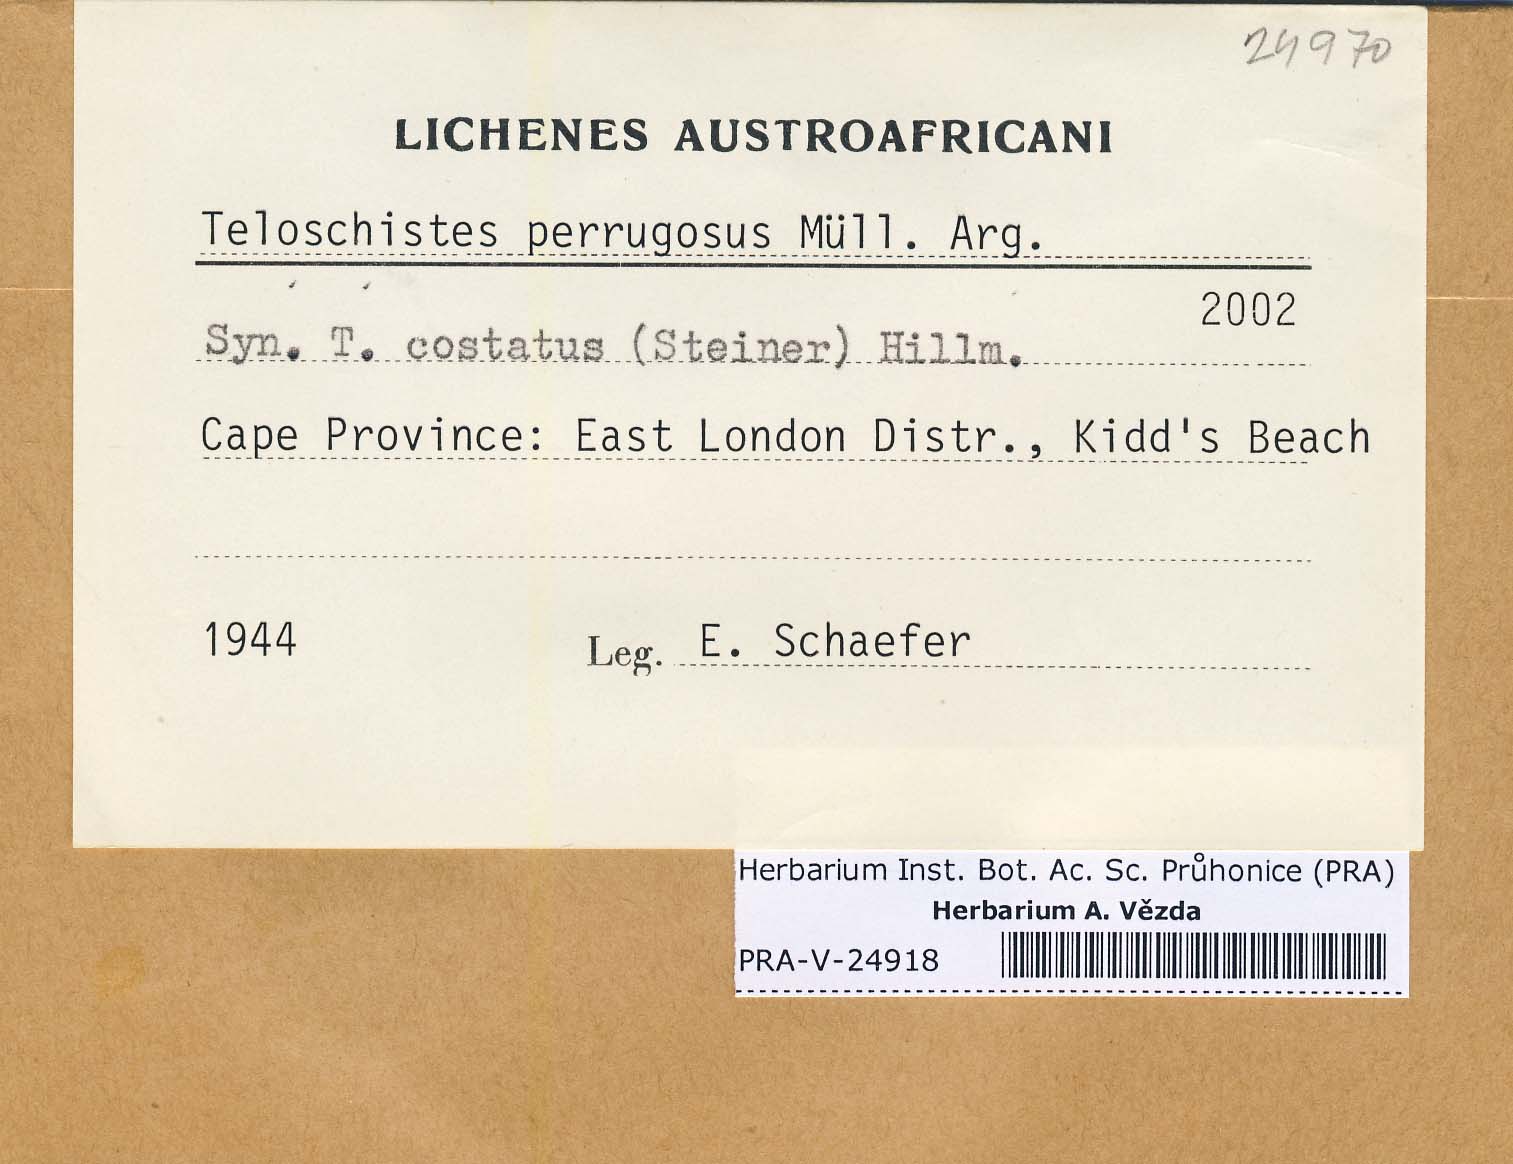 24970
LICHENES AUSTROAFRICANI
Teloschistes perrugosus Müll. Arg.
2002
Syn. T. costatus (Steiner) Hillm.
Cape Province: East London Distr., Kidd's Beach
1944 Leg. E. Schaefer
Herbarium Inst. Bot. Ac. Sc. Průhonice (PRA)
Herbarium A. Vězda
PRA-V-24918